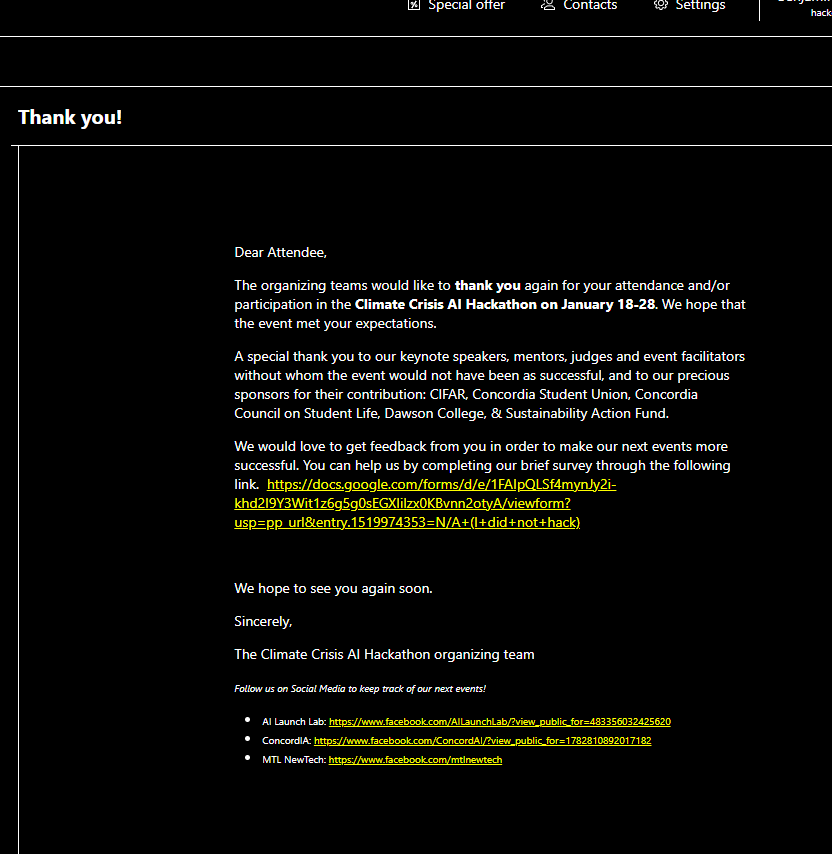 Special offer
Contacts
Settings
hack
Thank you!
Dear Attendee,
The organizing teams would like to thank you again for your attendance and/or
participation in the Climate Crisis AI Hackathon on January 18-28. We hope that
the event met your expectations.
A special thank you to our keynote speakers, mentors, judges and event facilitators
without whom the event would not have been as successful, and to our precious
sponsors for their contribution: CIFAR, Concordia Student Union, Concordia
Council on Student Life, Dawson College, & Sustainability Action Fund.
We would love to get feedback from you in order to make our next events more
successful. You can help us by completing our brief survey through the following
link.  https://docs.google.com/forms/d/e/1FAIpQLSf4mynJy2i-
khd2I9Y3Wit1z6g5g0sEGXIilzx0KBvnn2otyA/viewform?
usp=pp_url&entry.1519974353=N/A+(I+did+not+hack)
We hope to see you again soon.
Sincerely,
The Climate Crisis AI Hackathon organizing team
Follow us on Social Media to keep track of our next events!
AI Launch Lab: https://www.facebook.com/AILaunchLab/?view_public_for=483356032425620
ConcordIA: https://www.facebook.com/ConcordAI/?view_public_for=1782810892017182
MTL NewTech: https://www.facebook.com/mtlnewtech